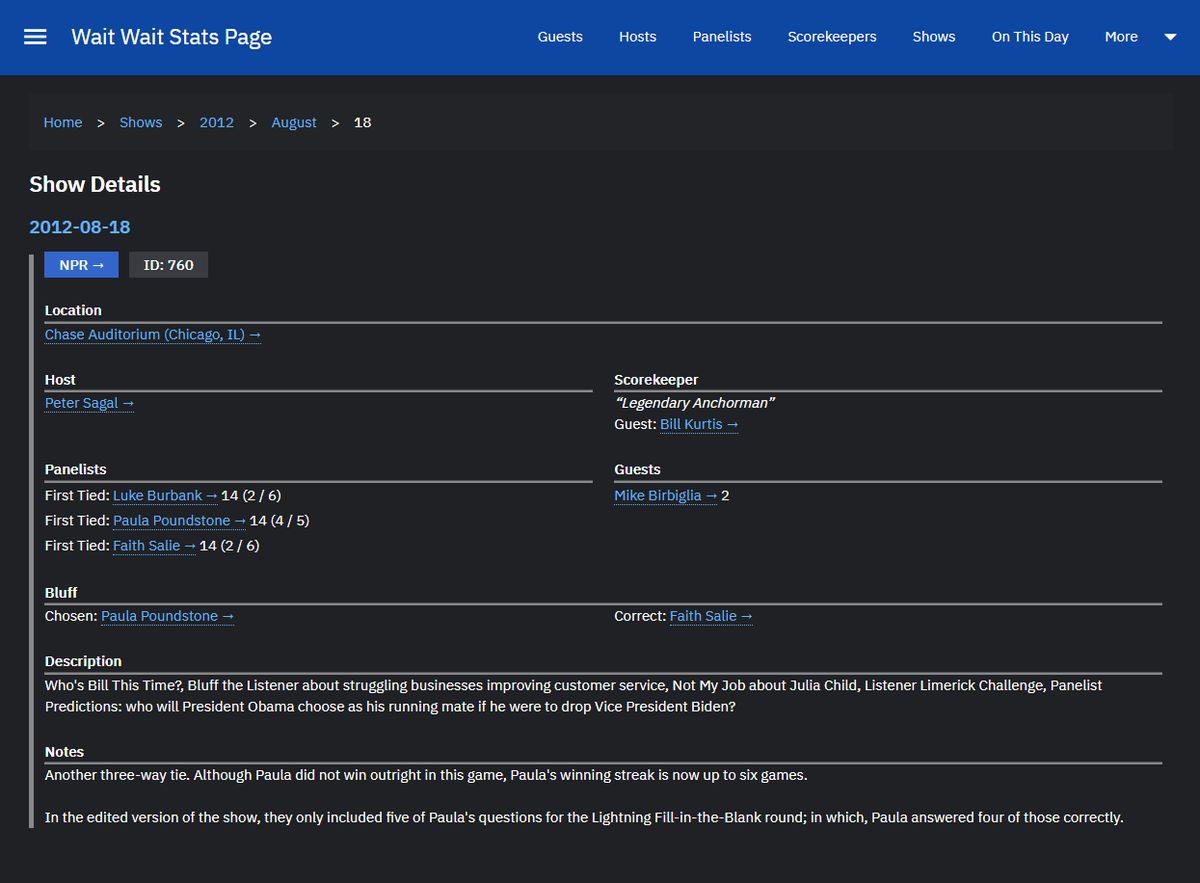 Wait Wait Stats Page
Guests Hosts Panelists Scorekeepers Shows On This Day More
Home > Shows > 2012 > August > 18
Show Details
2012-08-18
NPR → ID: 760
Location
Chase Auditorium (Chicago, IL) →
Host
Peter Sagal →
Scorekeeper
“Legendary Anchorman”
Guest: Bill Kurtis →
Panelists
First Tied: Luke Burbank → 14 (2 / 6)
First Tied: Paula Poundstone → 14 (4 / 5)
First Tied: Faith Salie → 14 (2 / 6)
Guests
Mike Birbiglia → 2
Bluff
Chosen: Paula Poundstone →
Correct: Faith Salie →
Description
Who's Bill This Time?, Bluff the Listener about struggling businesses improving customer service, Not My Job about Julia Child, Listener Limerick Challenge, Panelist
Predictions: who will President Obama choose as his running mate if he were to drop Vice President Biden?
Notes
Another three-way tie. Although Paula did not win outright in this game, Paula's winning streak is now up to six games.
In the edited version of the show, they only included five of Paula's questions for the Lightning Fill-in-the-Blank round; in which, Paula answered four of those correctly.